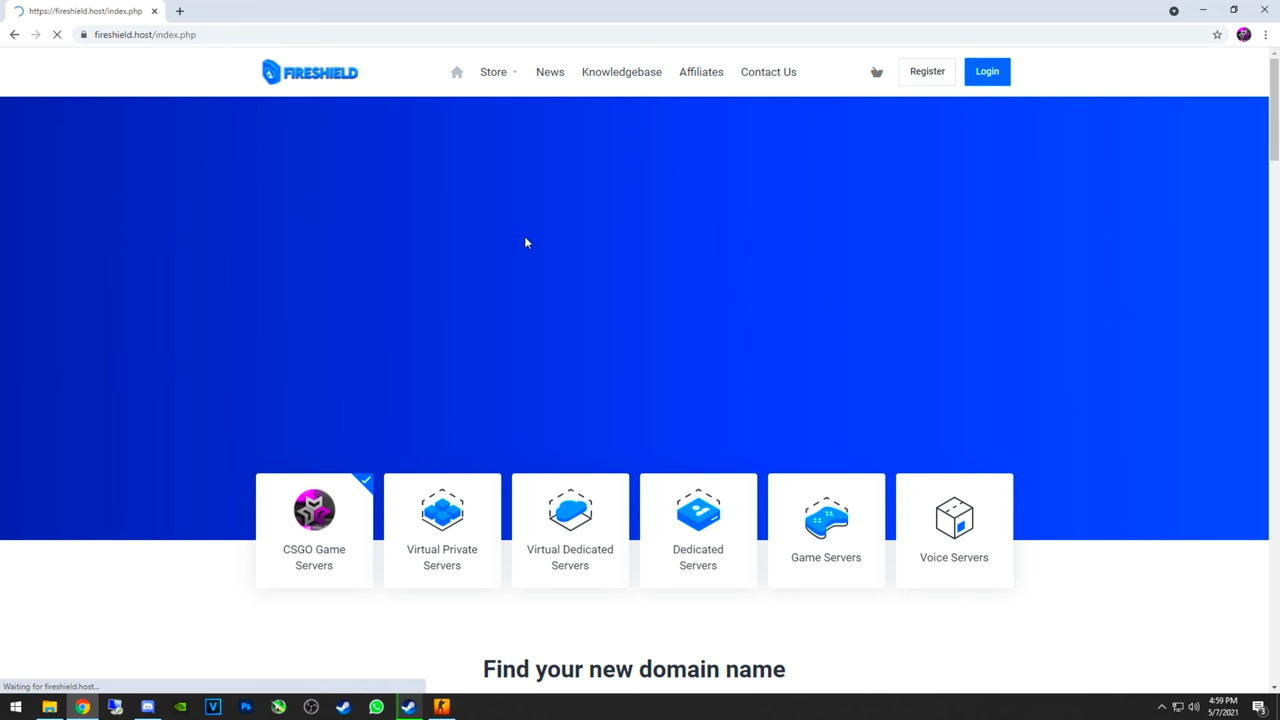 https://fireshield.host/index.php
fireshield.host/index.php
FIRESHIELD
Store
News
Knowledgebase
Affiliates
Contact Us
Register
Login
CSGO Game
Servers
Virtual Private
Servers
Virtual Dedicated
Servers
Dedicated
Servers
Game Servers
Voice Servers
Find your new domain name
Waiting for fireshield.host...
4:59 PM
5/7/2021